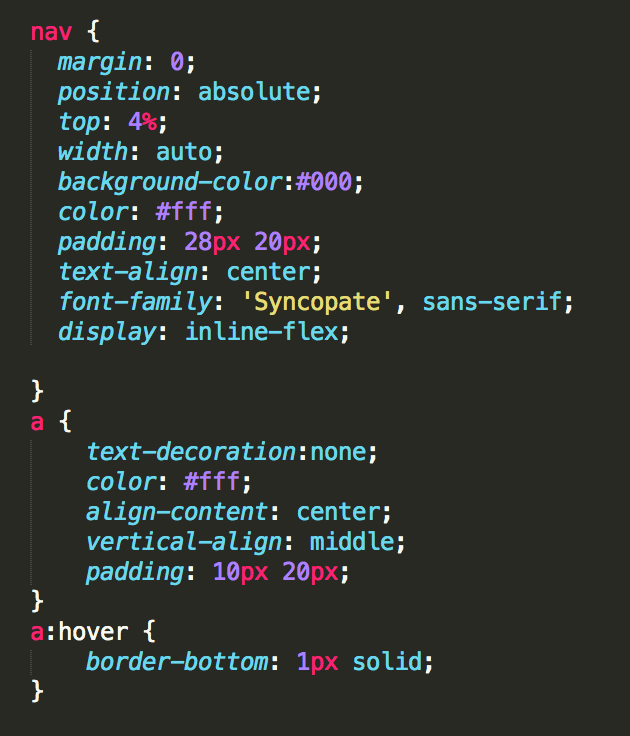 nav {
  margin: 0;
  position: absolute;
  top: 4%;
  width: auto;
  background-color:#000;
  color: #fff;
  padding: 28px 20px;
  text-align: center;
  font-family: 'Syncopate', sans-serif;
  display: inline-flex;

}
a {
    text-decoration:none;
    color: #fff;
    align-content: center;
    vertical-align: middle;
    padding: 10px 20px;
}
a:hover {
    border-bottom: 1px solid;
}